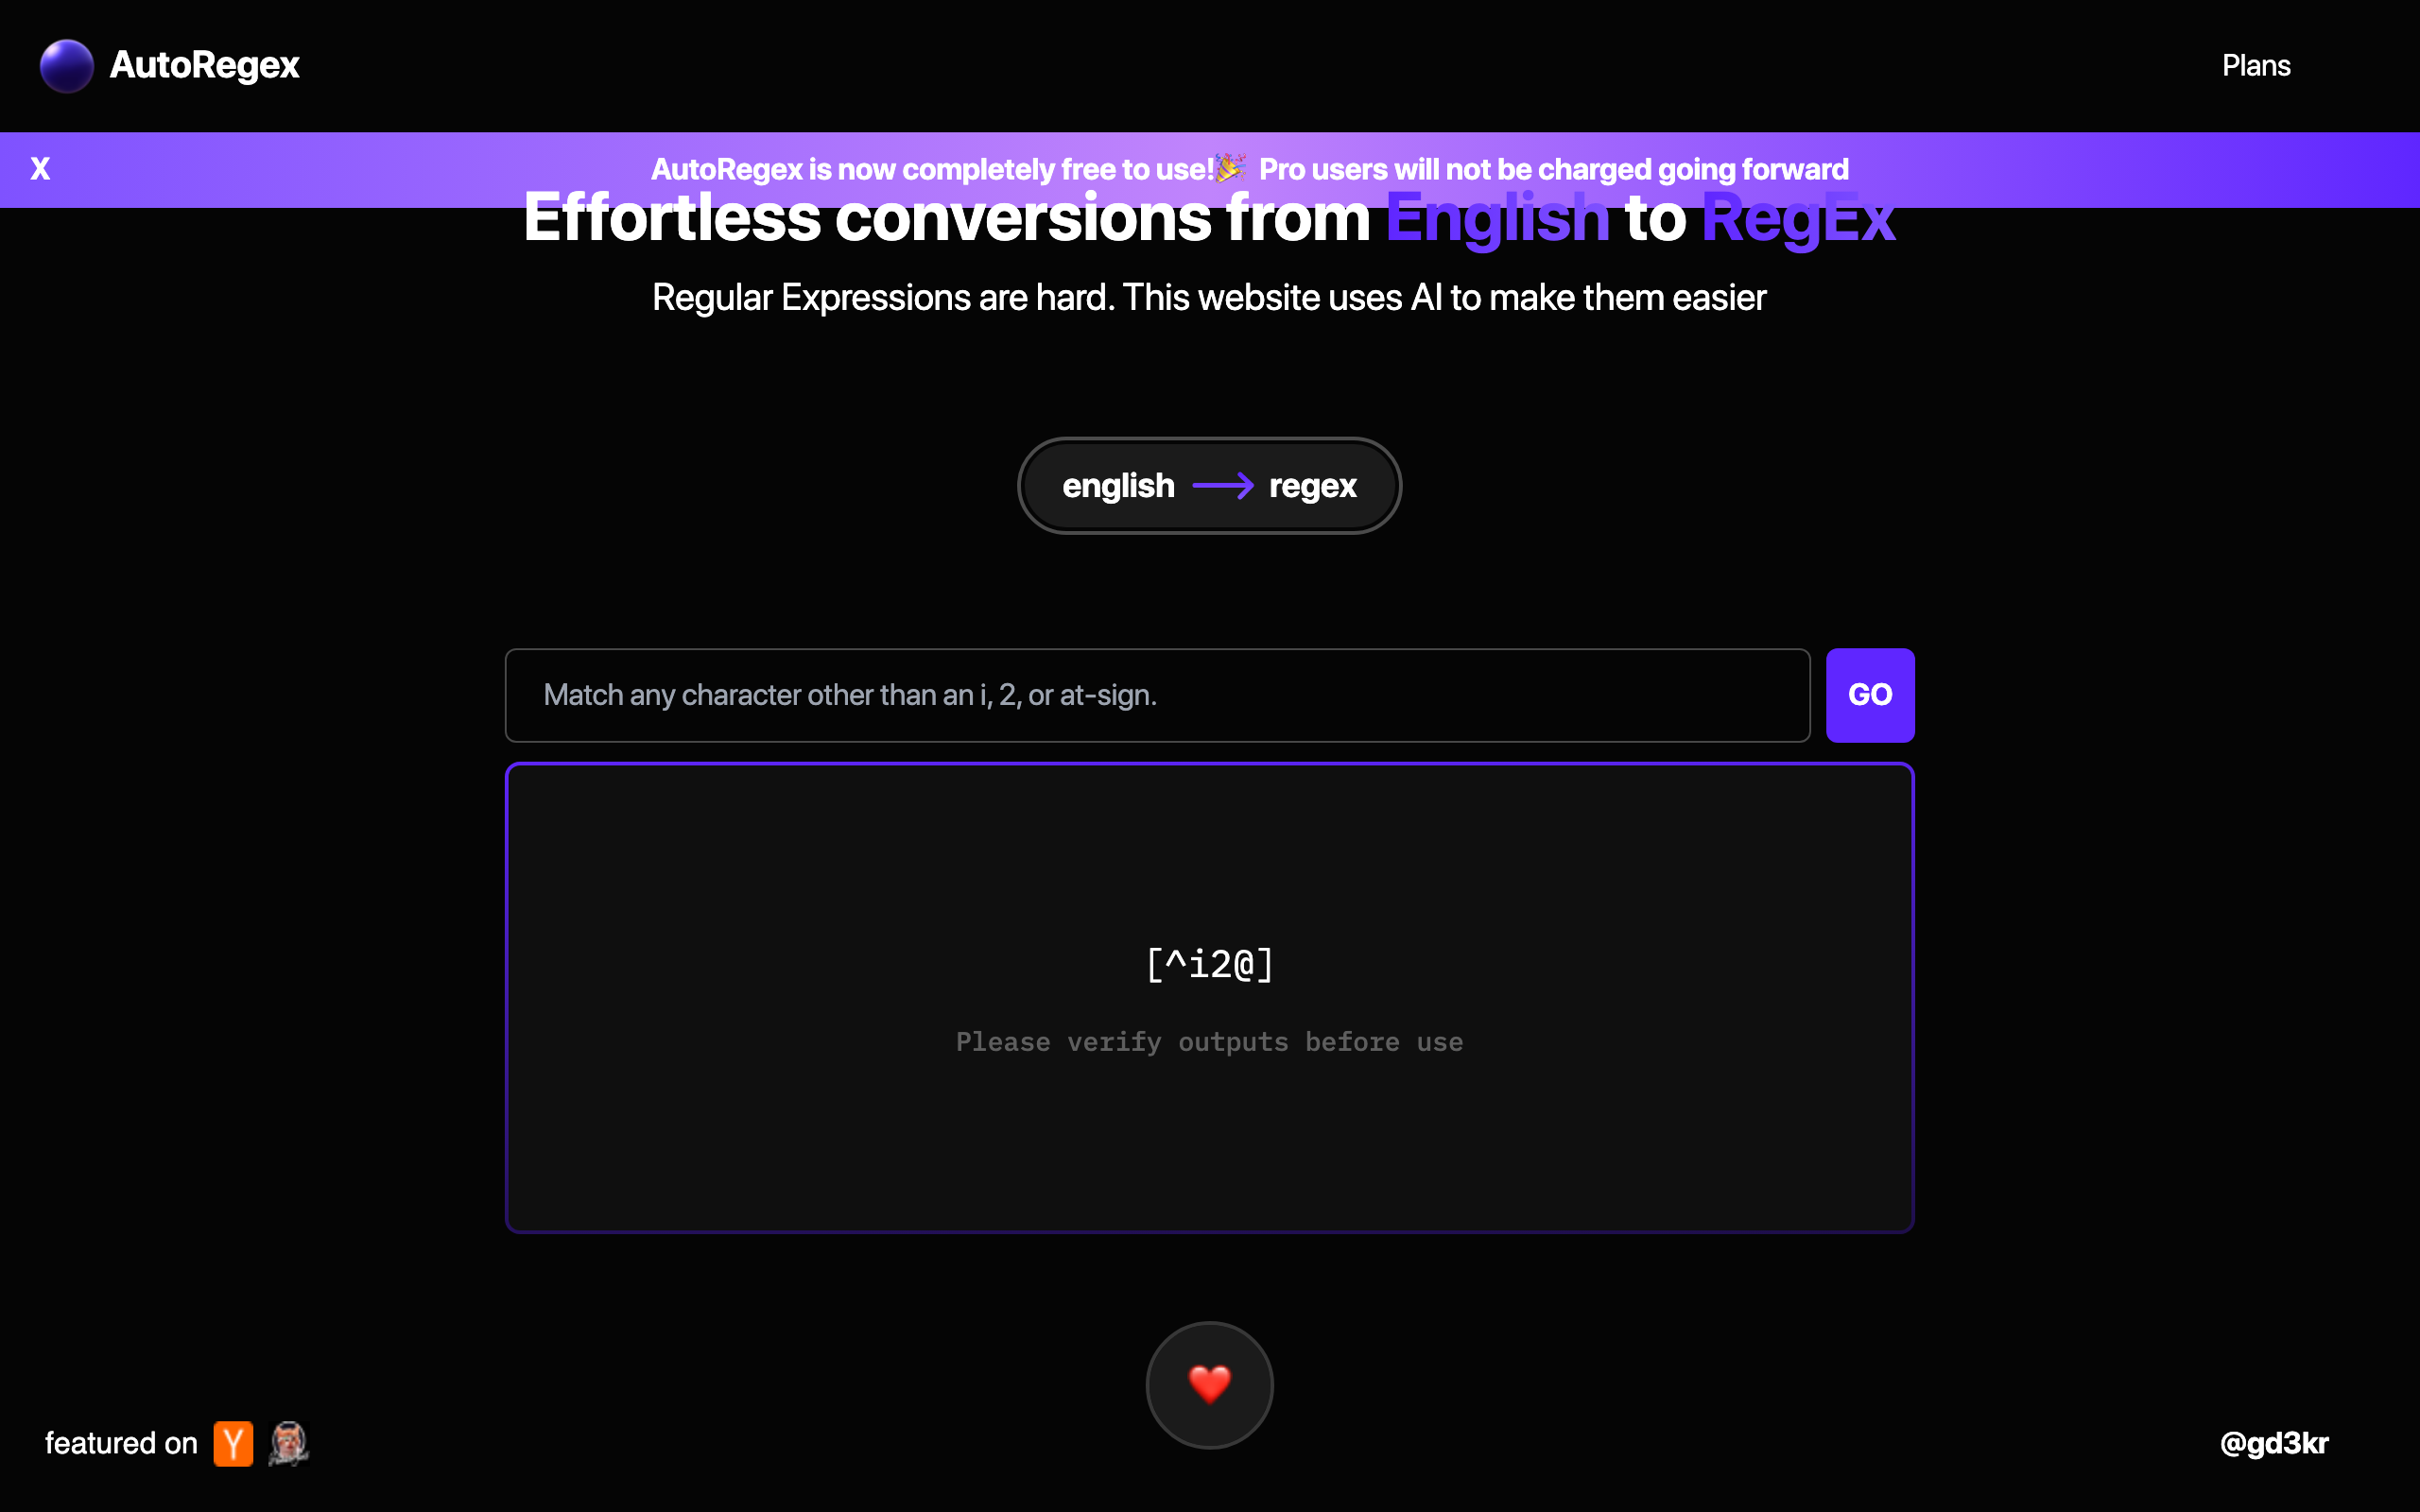 AutoRegex
Plans
X
AutoRegex is now completely free to use!🎉 Pro users will not be charged going forward
Effortless conversions from English to RegEx
Regular Expressions are hard. This website uses AI to make them easier
english → regex
Match any character other than an i, 2, or at-sign.
GO
[^i2@]
Please verify outputs before use
featured on Y
@gd3kr